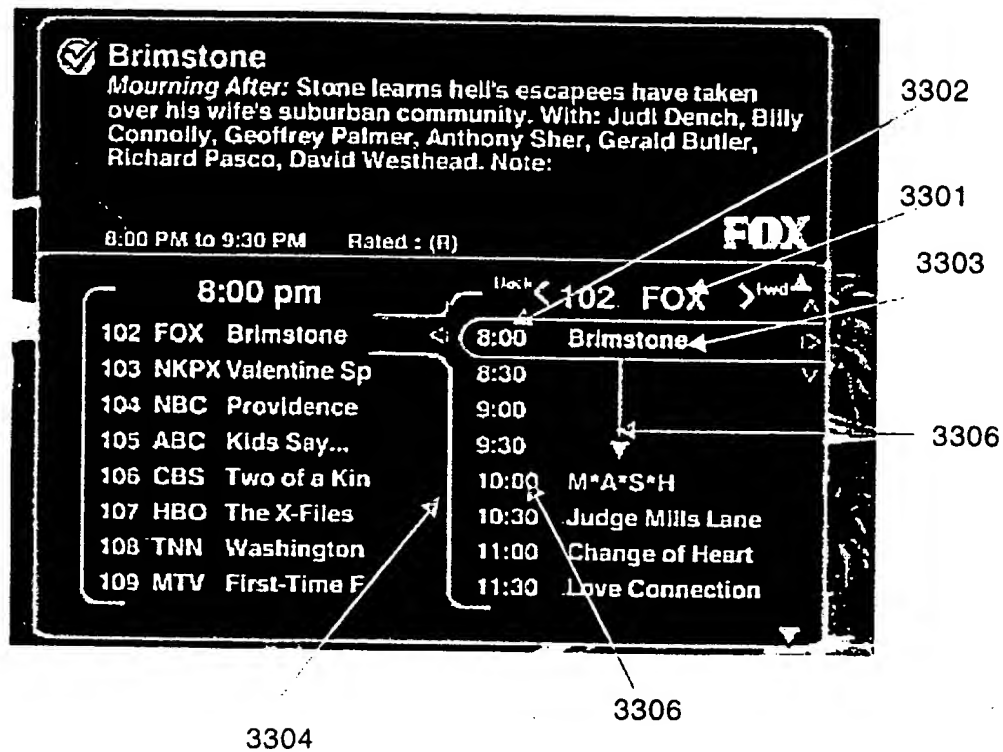 Brimstone
Mourning After: Stone learns hell's escapees have taken
over his wife's suburban community. With: Judi Dench, Billy
Connolly, Geoffrey Palmer, Anthony Sher, Gerald Butler,
Richard Pasco, David Westhead. Note:
8:00 PM to 9:30 PM Rated : (R)
FOX
8:00 pm
102 FOX Brimstone
103 NKPX Valentine Sp
104 NBC Providence
105 ABC Kids Say...
106 CBS Two of a Kin
107 HBO The X-Files
108 TNN Washington
109 MTV First-Time F
Back 102 FOX Fwd
8:00 Brimstone
8:30
9:00
9:30
10:00 M*A*S*H
10:30 Judge Mills Lane
11:00 Change of Heart
11:30 Love Connection
3302
3301
3303
3306
3306
3304